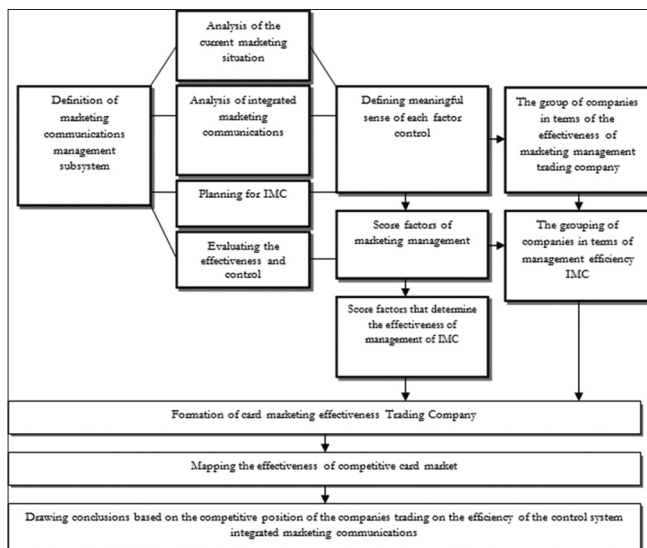 Analysis of the
current marketing
situation
Definition of
marketing
communications
management
subsystem
Analysis of integrated
marketing
communications
Defining meaningful
sense of each factor
control
The group of companies
in terms of the
effectiveness of
marketing management
trading company
Planning for IMC
Evaluating the
effectiveness and
control
Score factors of
marketing management
The grouping of
companies in terms of
management efficiency
IMC
Score factors that determine
the effectiveness of
management of IMC
Formation of card marketing effectiveness Trading Company
Mapping the effectiveness of competitive card market
Drawing conclusions based on the competitive position of the companies trading on the efficiency of the control system
integrated marketing communications